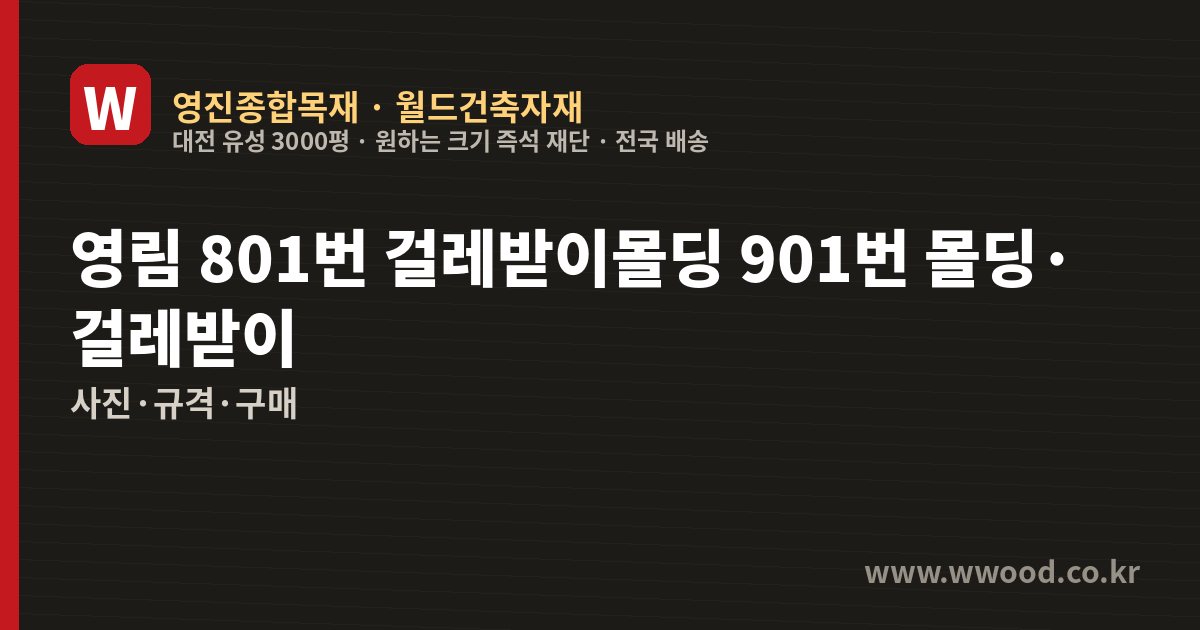 W
영진종합목재 · 월드건축자재
대전 유성 3000평 · 원하는 크기 즉석 재단 · 전국 배송
영림 801번 걸레받이몰딩 901번 몰딩·
걸레받이
사진·규격·구매
www.wwood.co.kr